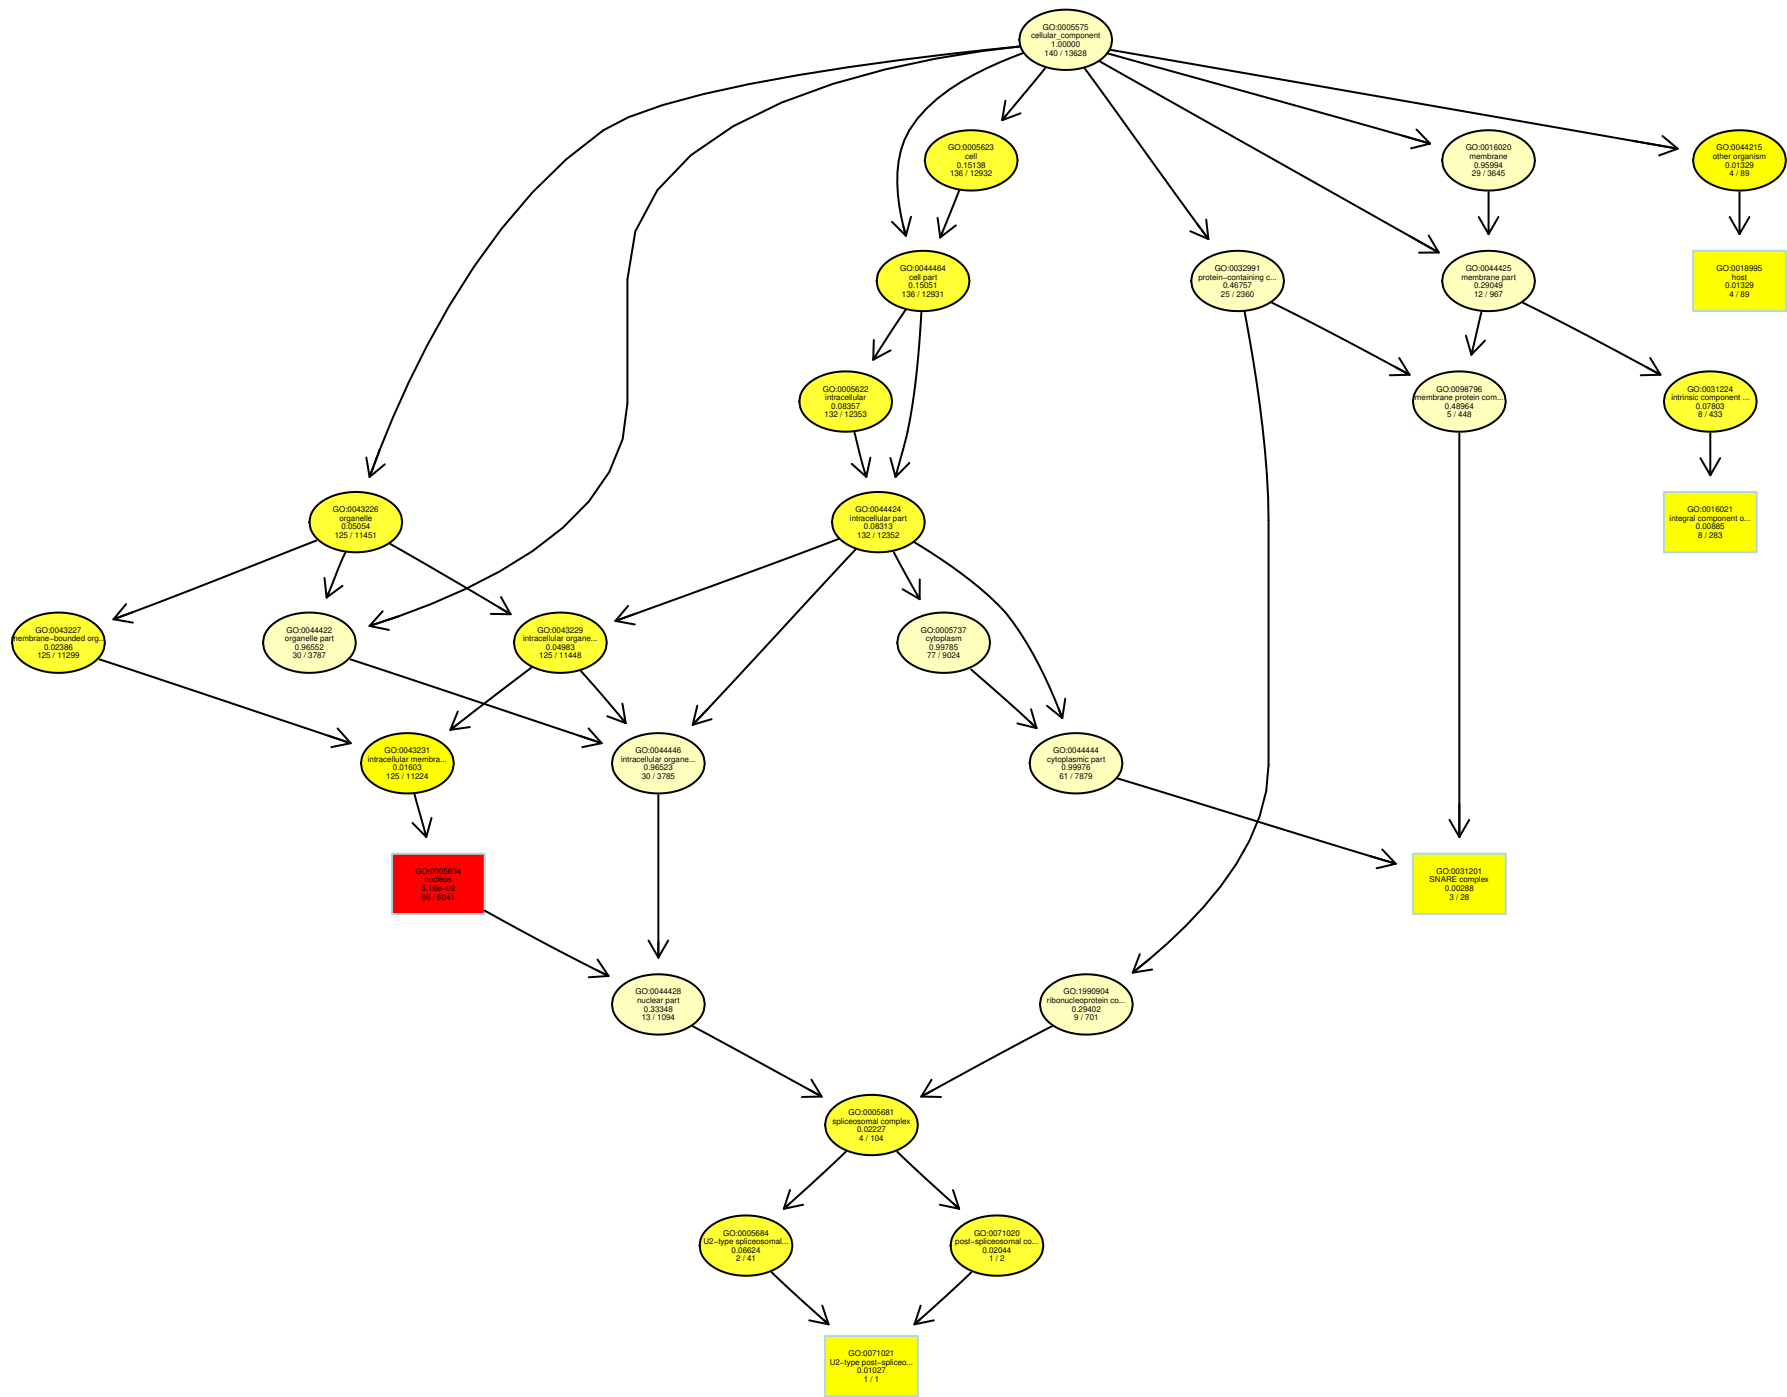 GO:0005575
cellular_component
1.00000
140 / 13628
GO:0005623
cell
0.15138
136 / 12932
GO:0016020
membrane
0.95994
29 / 3645
GO:0044215
other organism
0.01329
4 / 89
GO:0044464
cell part
0.15051
136 / 12931
GO:0032991
protein−containing c...
0.46757
25 / 2360
GO:0044425
membrane part
0.29049
12 / 967
GO:0018995
host
0.01329
4 / 89
GO:0005622
intracellular
0.08357
132 / 12353
GO:0098796
membrane protein com...
0.48964
5 / 448
GO:0031224
intrinsic component ...
0.07803
8 / 433
GO:0043226
organelle
0.05054
125 / 11451
GO:0044424
intracellular part
0.08313
132 / 12352
GO:0016021
integral component o...
0.00885
8 / 283
GO:0043227
membrane−bounded org...
0.02386
125 / 11299
GO:0044422
organelle part
0.96552
30 / 3787
GO:0043229
intracellular organe...
0.04983
125 / 11448
GO:0005737
cytoplasm
0.99785
77 / 9024
GO:0043231
intracellular membra...
0.01603
125 / 11224
GO:0044446
intracellular organe...
0.96523
30 / 3785
GO:0044444
cytoplasmic part
0.99976
61 / 7879
GO:0005634
nucleus
5.16e−09
96 / 6041
GO:0031201
SNARE complex
0.00288
3 / 28
GO:0044428
nuclear part
0.33348
13 / 1094
GO:1990904
ribonucleoprotein co...
0.29402
9 / 701
GO:0005681
spliceosomal complex
0.02227
4 / 104
GO:0005684
U2−type spliceosomal...
0.06624
2 / 41
GO:0071020
post−spliceosomal co...
0.02044
1 / 2
GO:0071021
U2−type post−spliceo...
0.01027
1 / 1